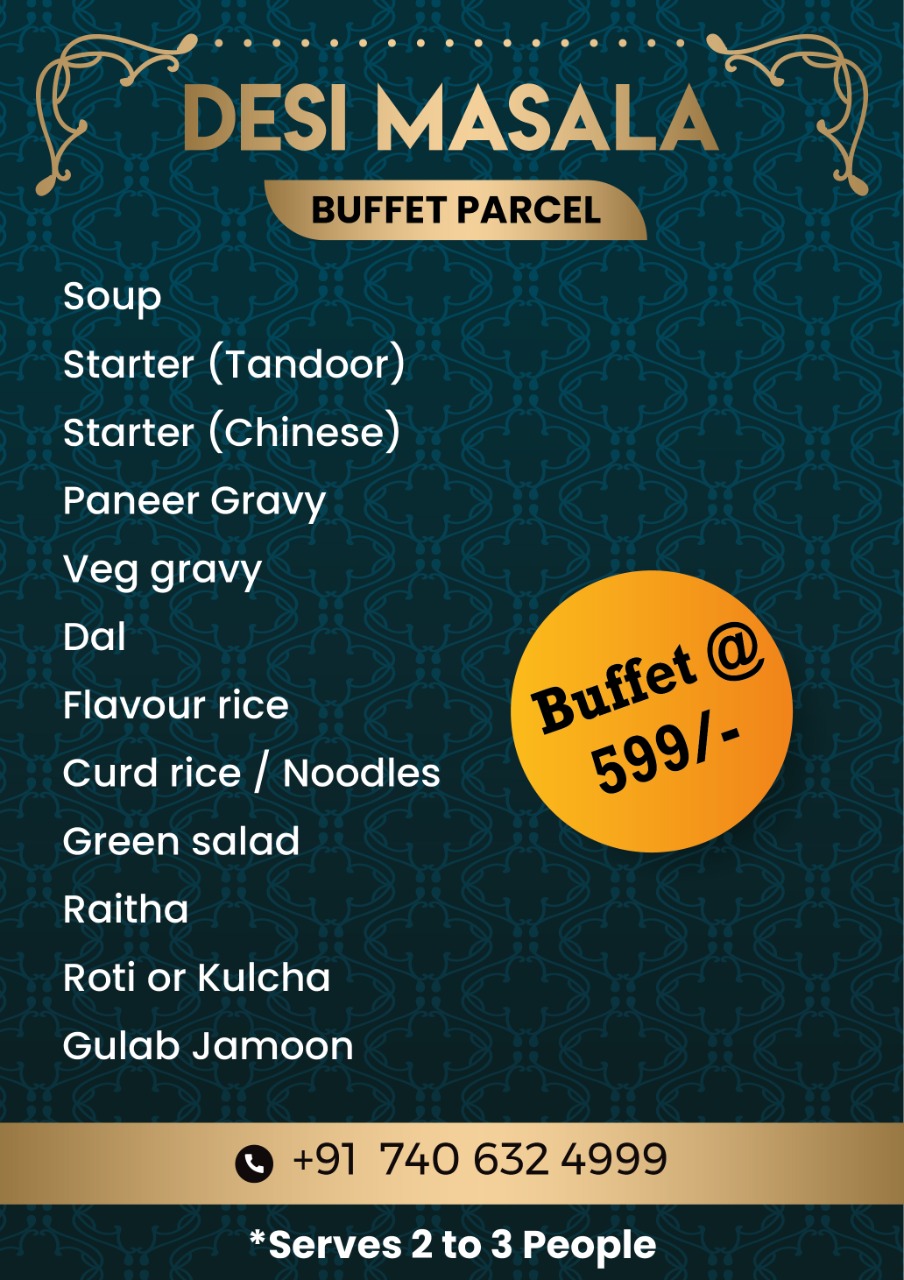 DESI MASALA
BUFFET PARCEL
Soup
Starter (Tandoor)
Starter (Chinese)
Paneer Gravy
Veg gravy
Dal
Flavour rice
Curd rice / Noodles
Green salad
Raitha
Roti or Kulcha
Gulab Jamoon
Buffet @
599/-
+91 740 632 4999
*Serves 2 to 3 People